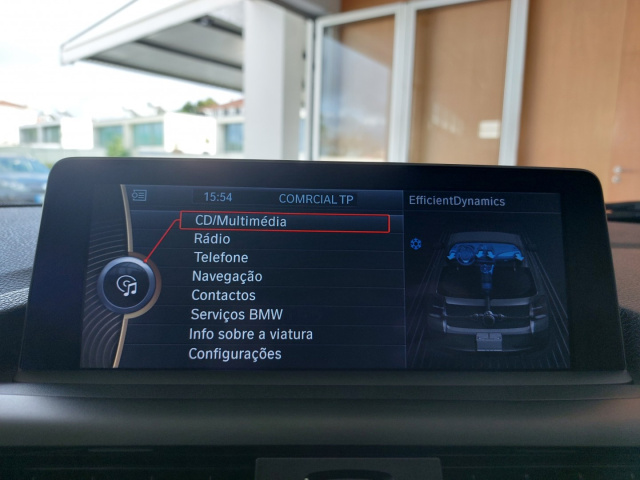 15:54 COMRCIAL TP
EfficientDynamics
CD/Multimédia
Rádio
Telefone
Navegação
Contactos
Serviços BMW
Info sobre a viatura
Configurações